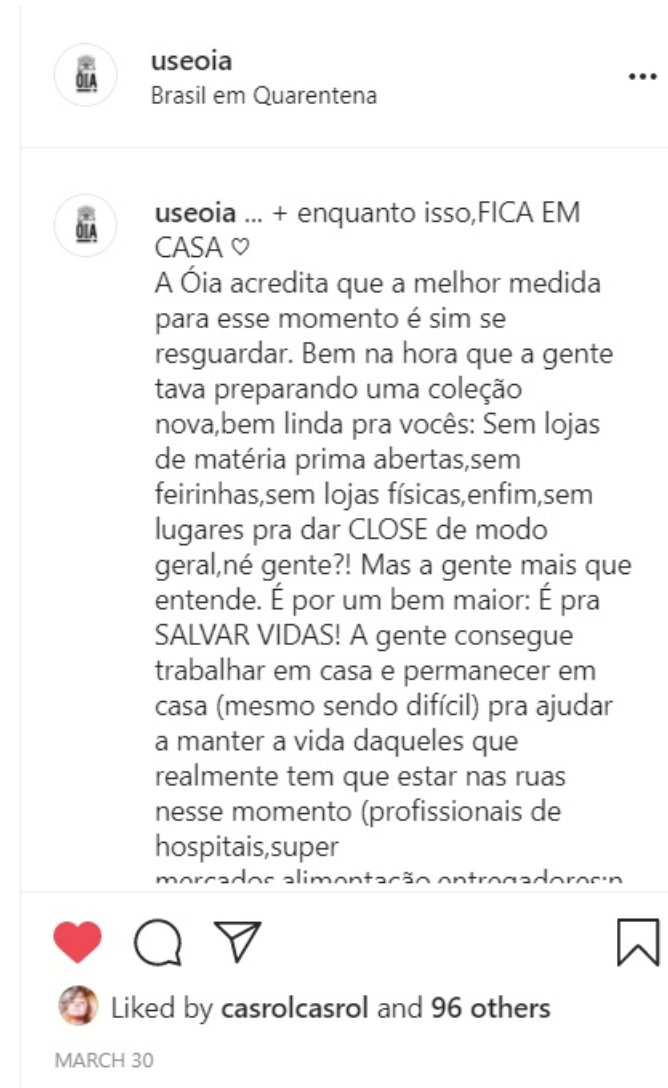 ÓIA
useoia
Brasil em Quarentena
ÓIA
useoia ... + enquanto isso,FICA EM
CASA ♡
A Óia acredita que a melhor medida
para esse momento é sim se
resguardar. Bem na hora que a gente
tava preparando uma coleção
nova,bem linda pra vocês: Sem lojas
de matéria prima abertas,sem
feirinhas,sem lojas físicas,enfim,sem
lugares pra dar CLOSE de modo
geral,né gente?! Mas a gente mais que
entende. É por um bem maior: É pra
SALVAR VIDAS! A gente consegue
trabalhar em casa e permanecer em
casa (mesmo sendo difícil) pra ajudar
a manter a vida daqueles que
realmente tem que estar nas ruas
nesse momento (profissionais de
hospitais,super
mercados,alimentação,entregadores;p
Liked by casrolcasrol and 96 others
MARCH 30